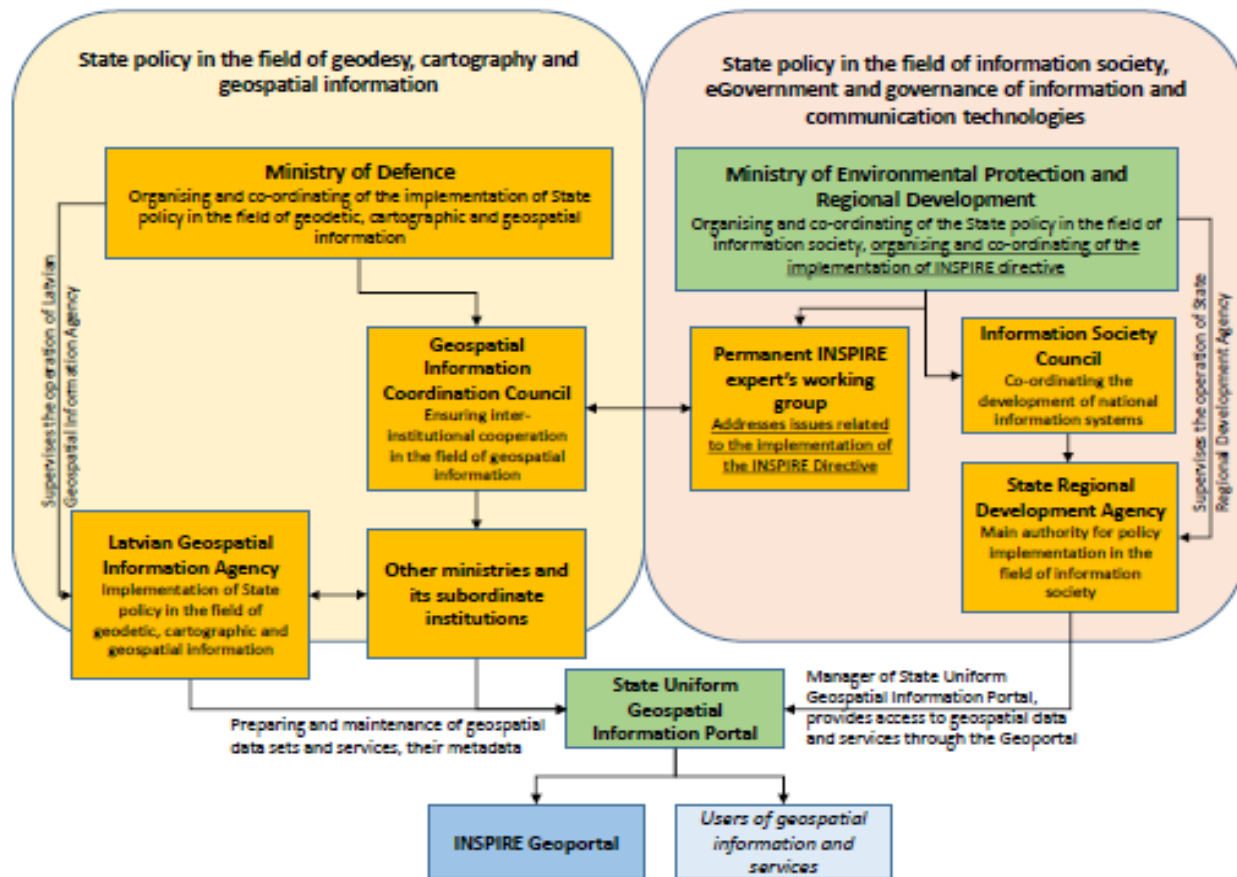 State policy in the field of geodesy, cartography and
geospatial information
Ministry of Defence
Organising and co-ordinating of the implementation of State
policy in the field of geodetic, cartographic and geospatial
information
Supervises the operation of Latvian
Geospatial Information Agency
Geospatial
Information
Coordination Council
Ensuring inter-
institutional cooperation
in the field of geospatial
information
Latvian Geospatial
Information Agency
Implementation of State
policy in the field of
geodetic, cartographic and
geospatial information
Other ministries and
its subordinate
institutions
State policy in the field of information society,
eGovernment and governance of information and
communication technologies
Ministry of Environmental Protection and
Regional Development
Organising and co-ordinating of the State policy in the field of
information society, organising and co-ordinating of the
implementation of INSPIRE directive
Permanent INSPIRE
expert's working
group
Addresses issues related
to the implementation of
the INSPIRE Directive
Information Society
Council
Co-ordinating the
development of national
information systems
Supervises the operation of State
Regional Development Agency
State Regional
Development Agency
Main authority for policy
implementation in the
field of information
society
Preparing and maintenance of geospatial
data sets and services, their metadata
State Uniform
Geospatial
Information Portal
Manager of State Uniform
Geospatial Information Portal,
provides access to geospatial data
and services through the Geoportal
INSPIRE Geoportal
Users of geospatial
information and
services